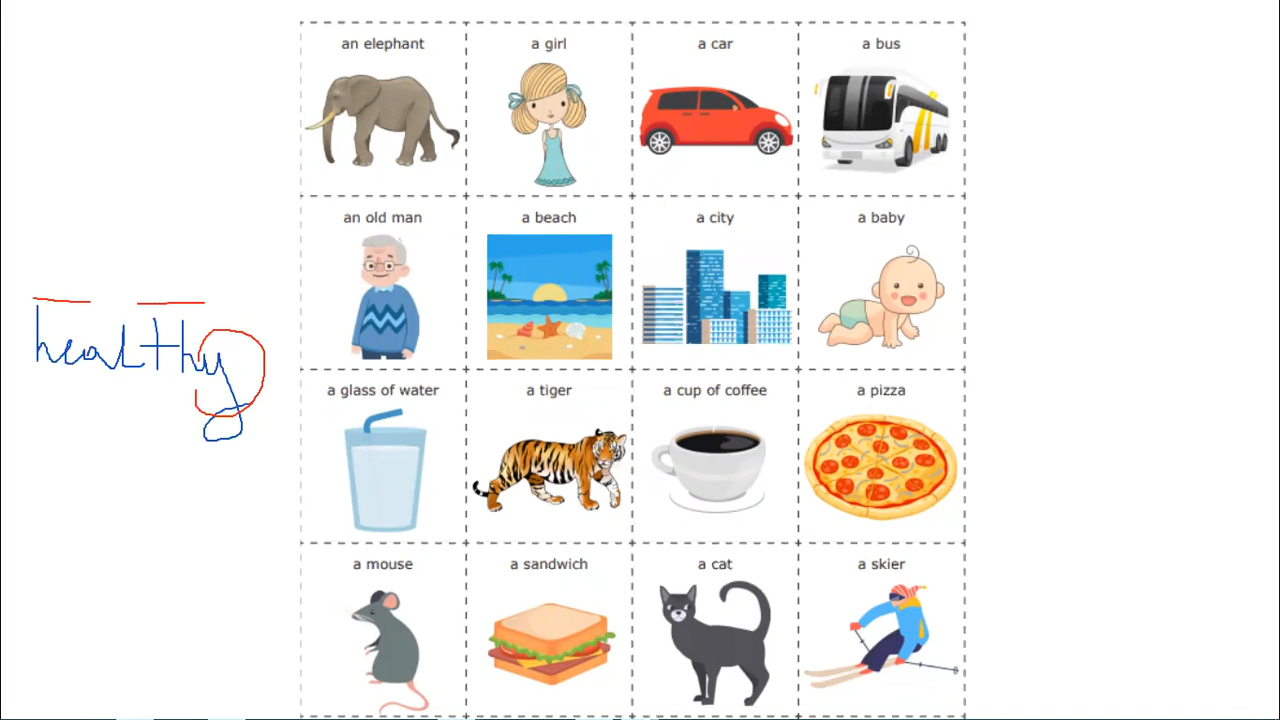 an elephant a girl a car a bus
an old man a beach a city a baby
healthy
a glass of water a tiger a cup of coffee a pizza
a mouse a sandwich a cat a skier